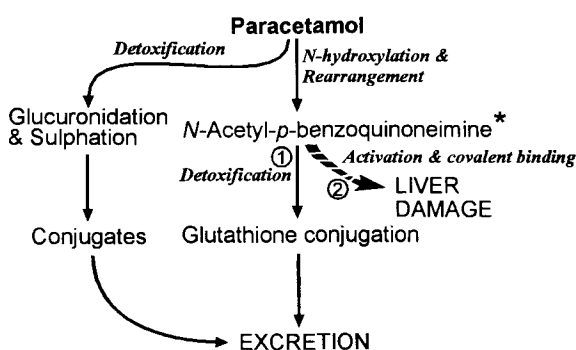 Paracetamol
Detoxification
N-hydroxylation &
Rearrangement
Glucuronidation
& Sulphation
N-Acetyl-p-benzoquinoneimine*
①
Activation & covalent binding
Detoxification
②
LIVER
DAMAGE
Conjugates
Glutathione conjugation
EXCRETION